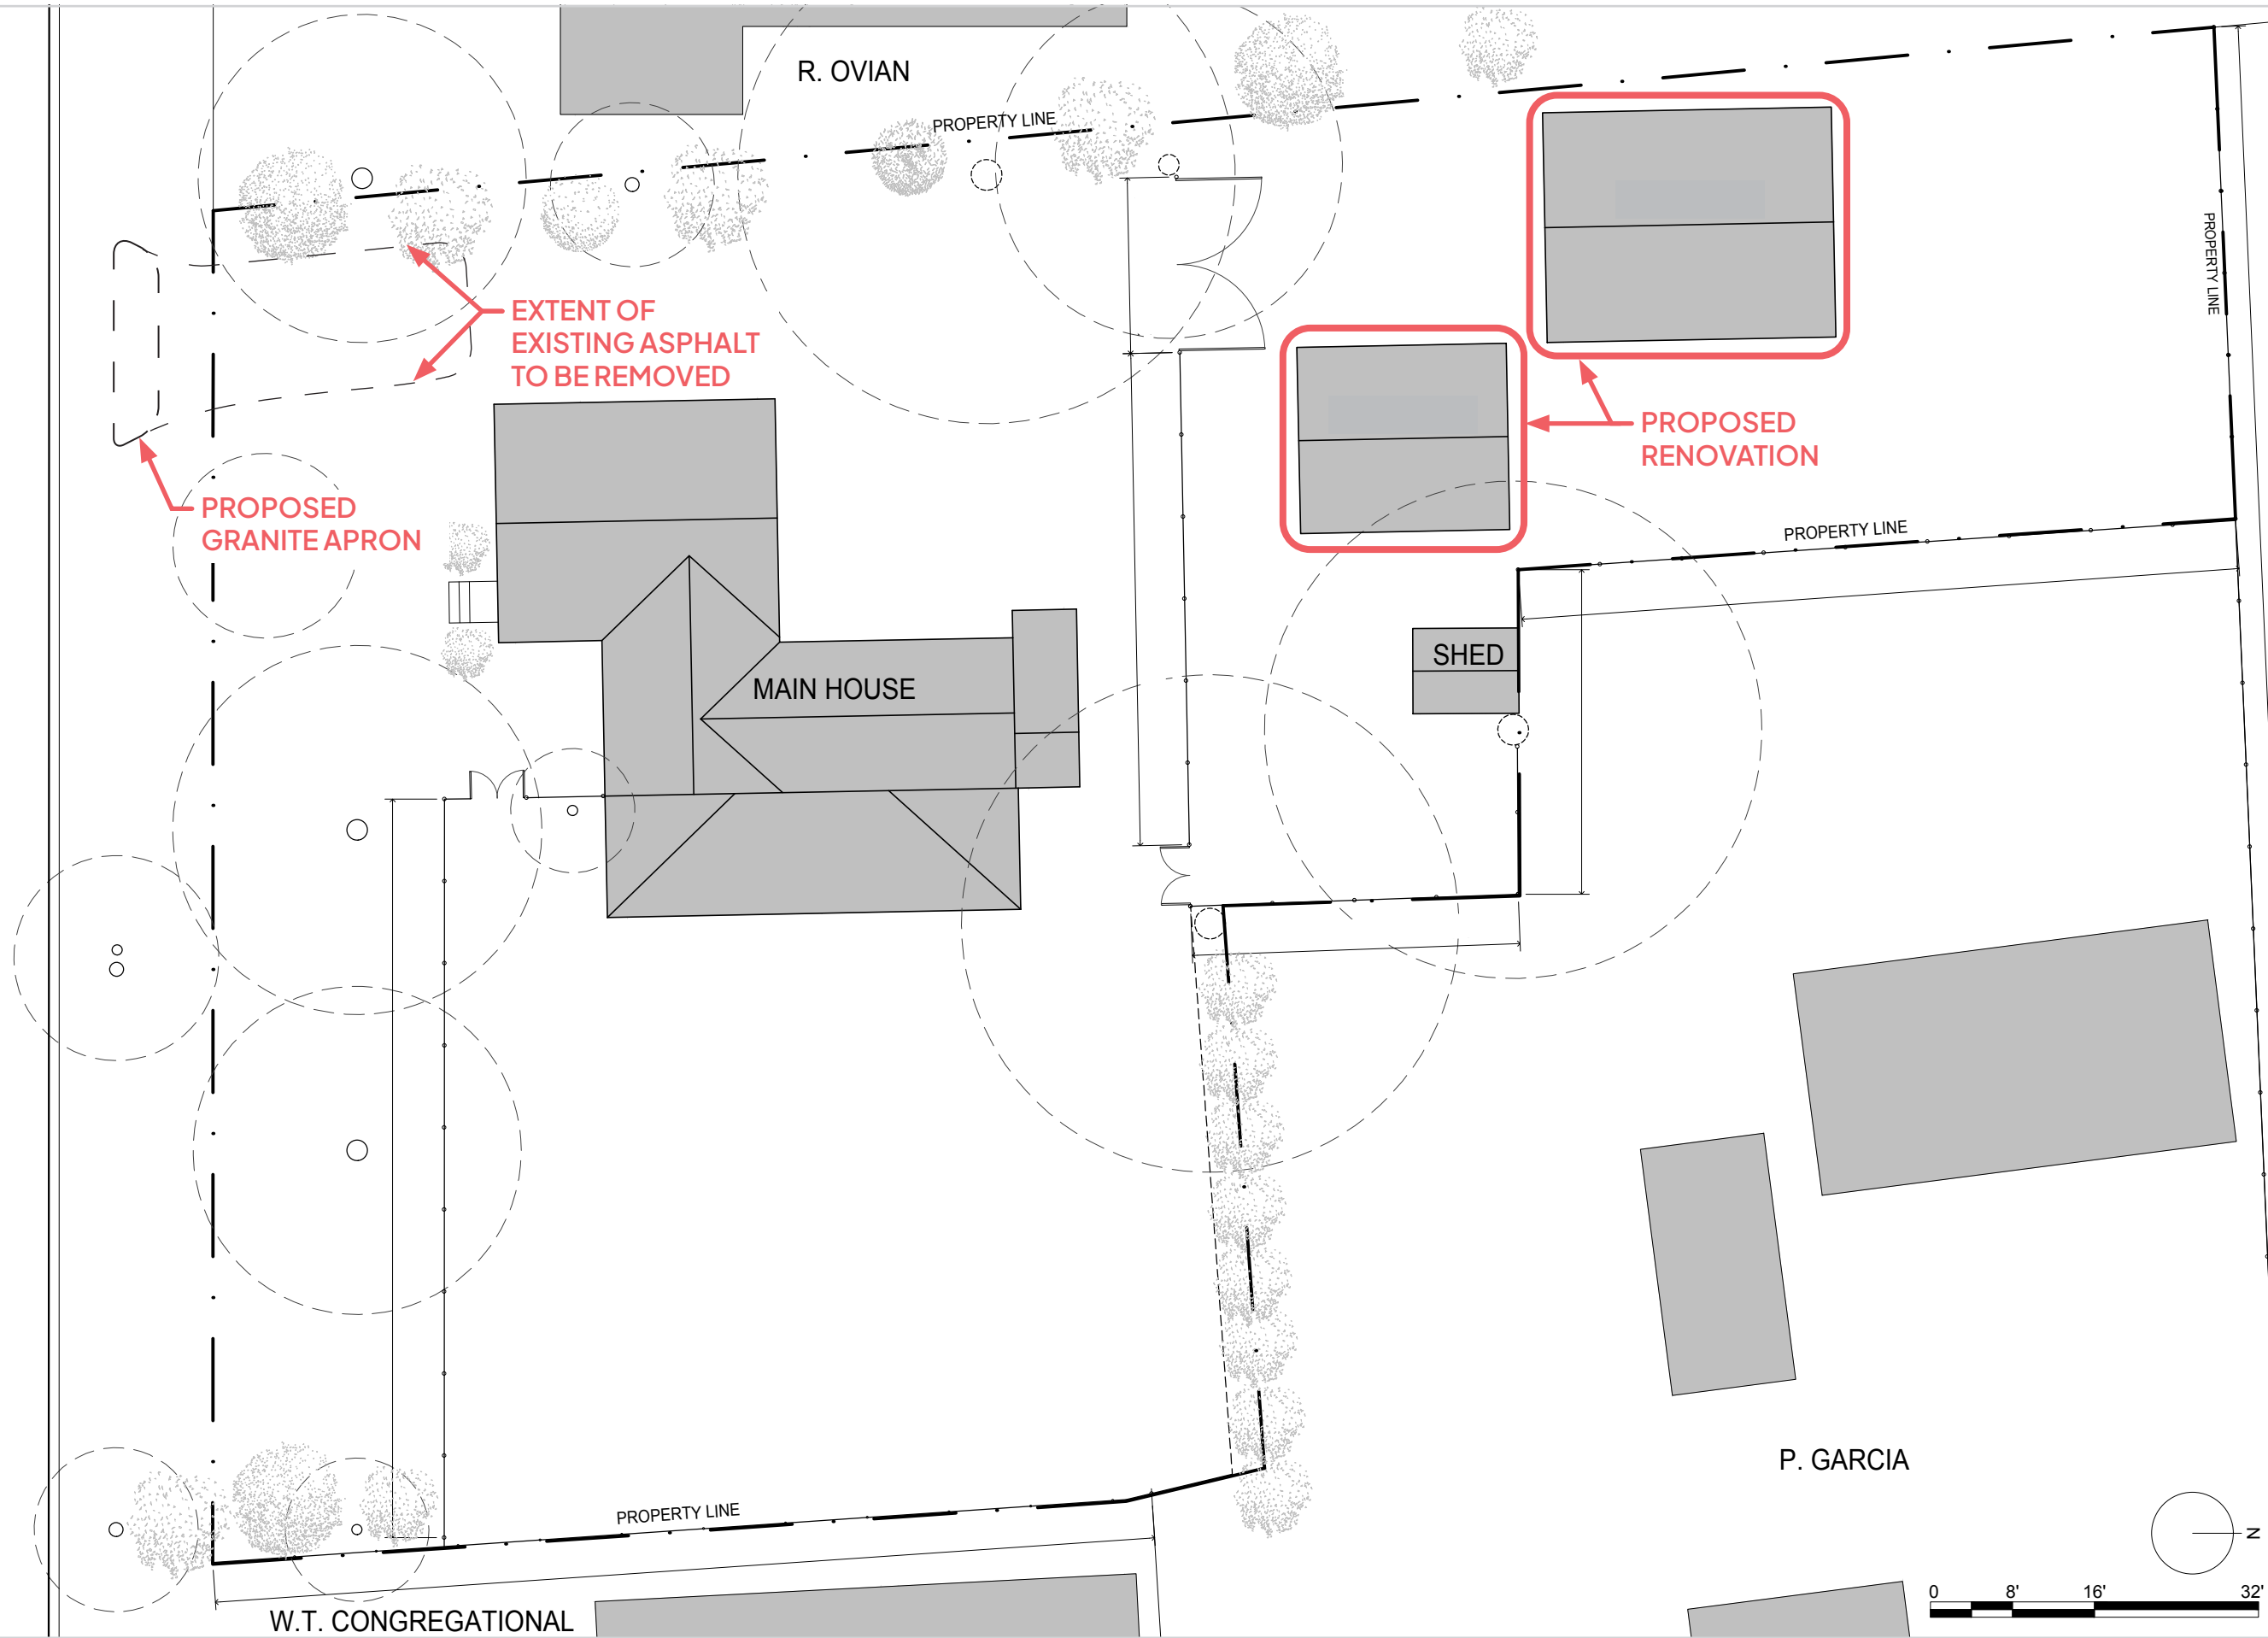 R. OVIAN
PROPERTY LINE
PROPERTY LINE
EXTENT OF
EXISTING ASPHALT
TO BE REMOVED
PROPOSED
RENOVATION
PROPOSED
GRANITE APRON
PROPERTY LINE
SHED
MAIN HOUSE
P. GARCIA
PROPERTY LINE
N
0 8' 16' 32'
W.T. CONGREGATIONAL